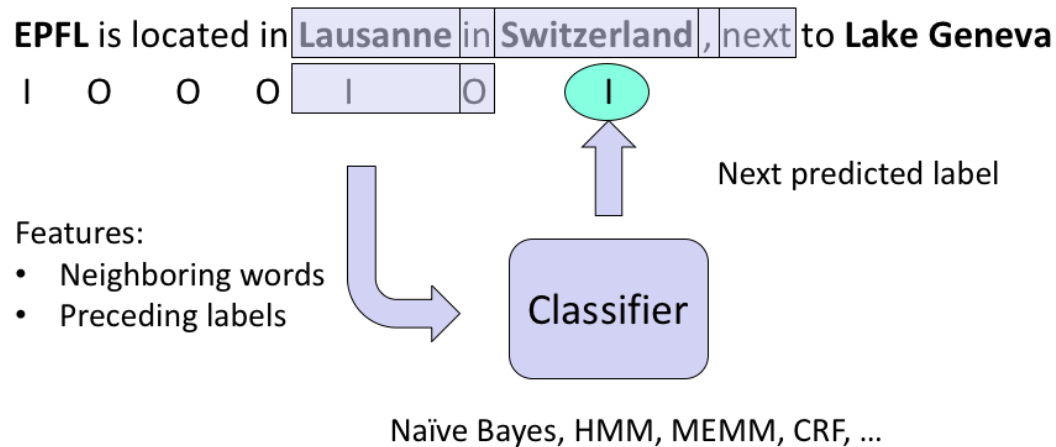 EPFL is located in Lausanne in Switzerland , next to Lake Geneva
I O O O I O I
Next predicted label
Features:
• Neighboring words
• Preceding labels
Classifier
Naïve Bayes, HMM, MEMM, CRF, ...